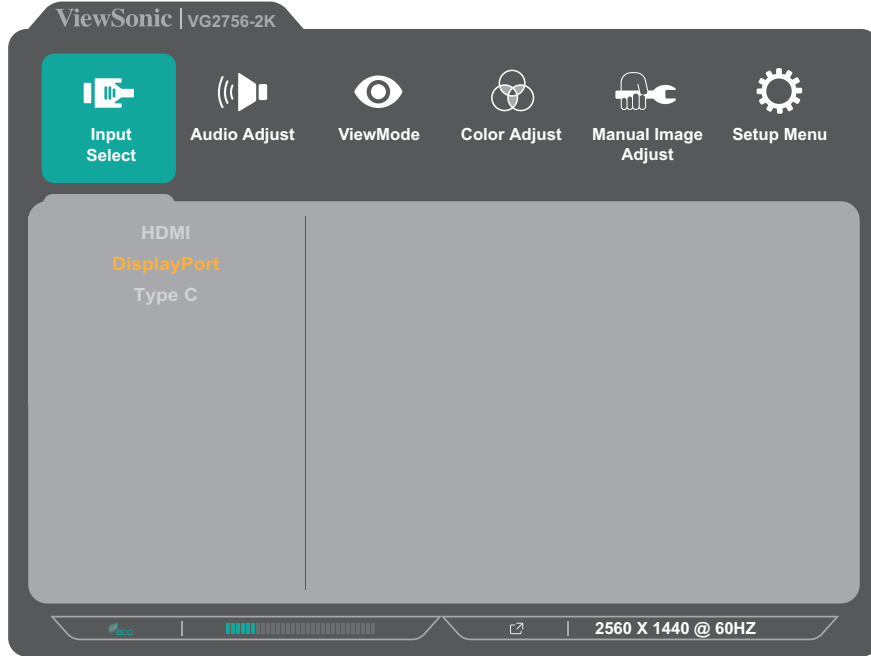 ViewSonic | VG2756-2K
Input
Select
Audio Adjust
ViewMode
Color Adjust
Manual Image
Adjust
Setup Menu
HDMI
DisplayPort
Type C
eco
2560 X 1440 @ 60HZ